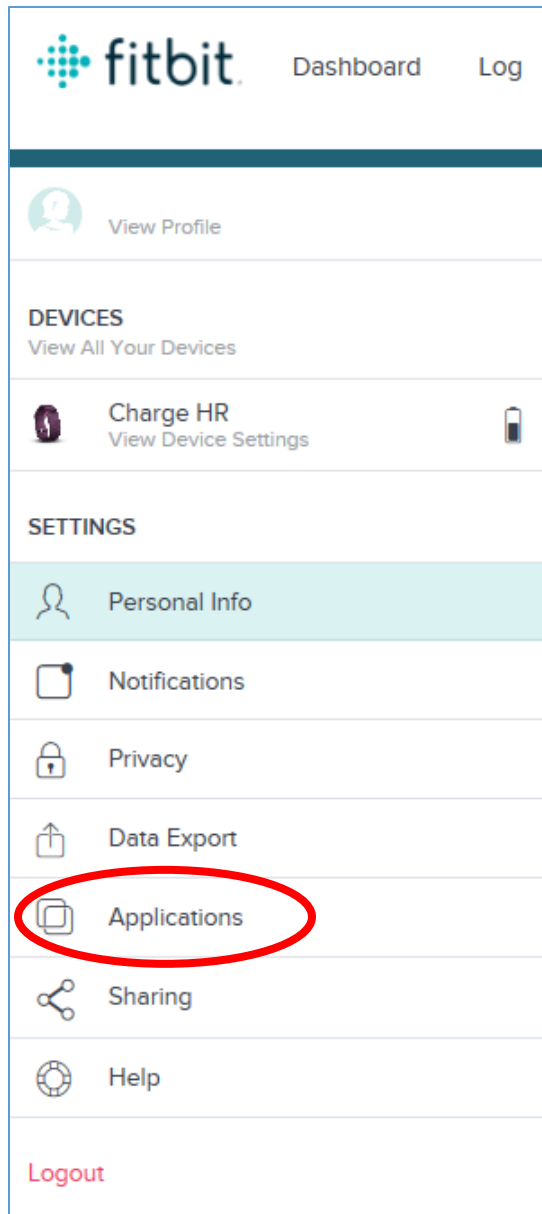 fitbit. Dashboard Log
View Profile
DEVICES
View All Your Devices
Charge HR
View Device Settings
SETTINGS
Personal Info
Notifications
Privacy
Data Export
Applications
Sharing
Help
Logout